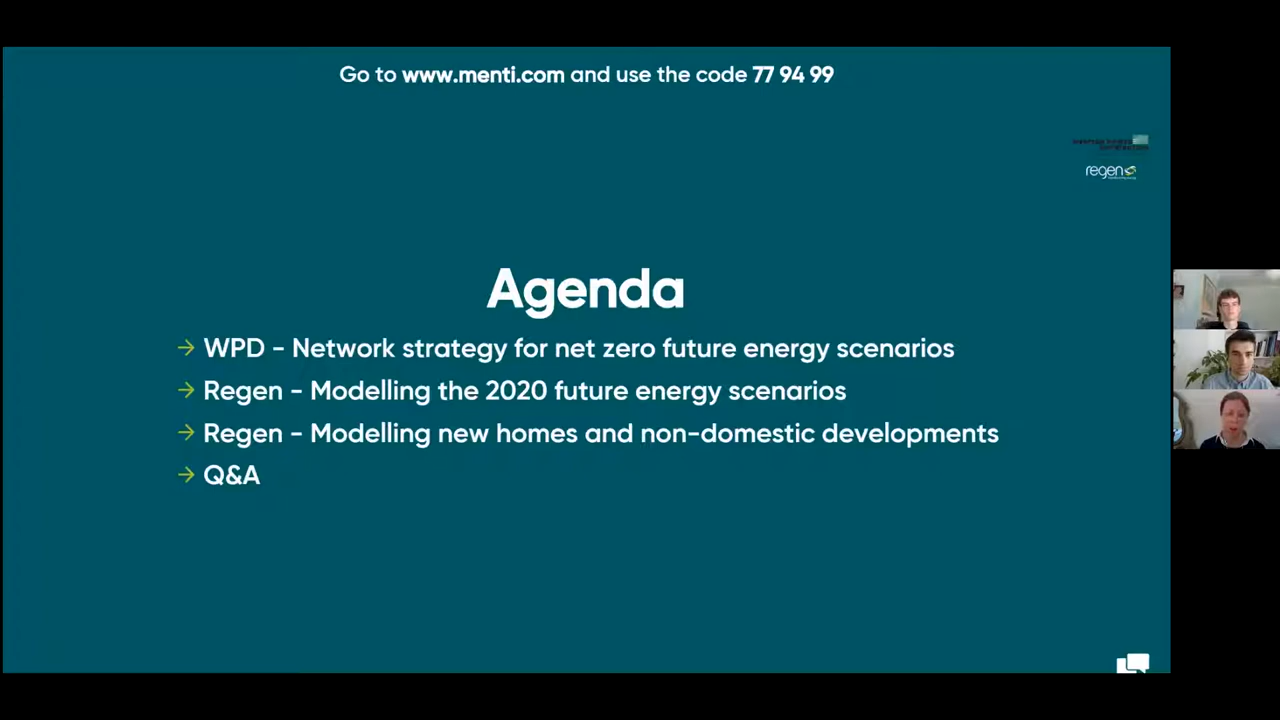 Go to www.menti.com and use the code 77 94 99
regen
Agenda
→ WPD - Network strategy for net zero future energy scenarios
→ Regen - Modelling the 2020 future energy scenarios
→ Regen - Modelling new homes and non-domestic developments
→ Q&A